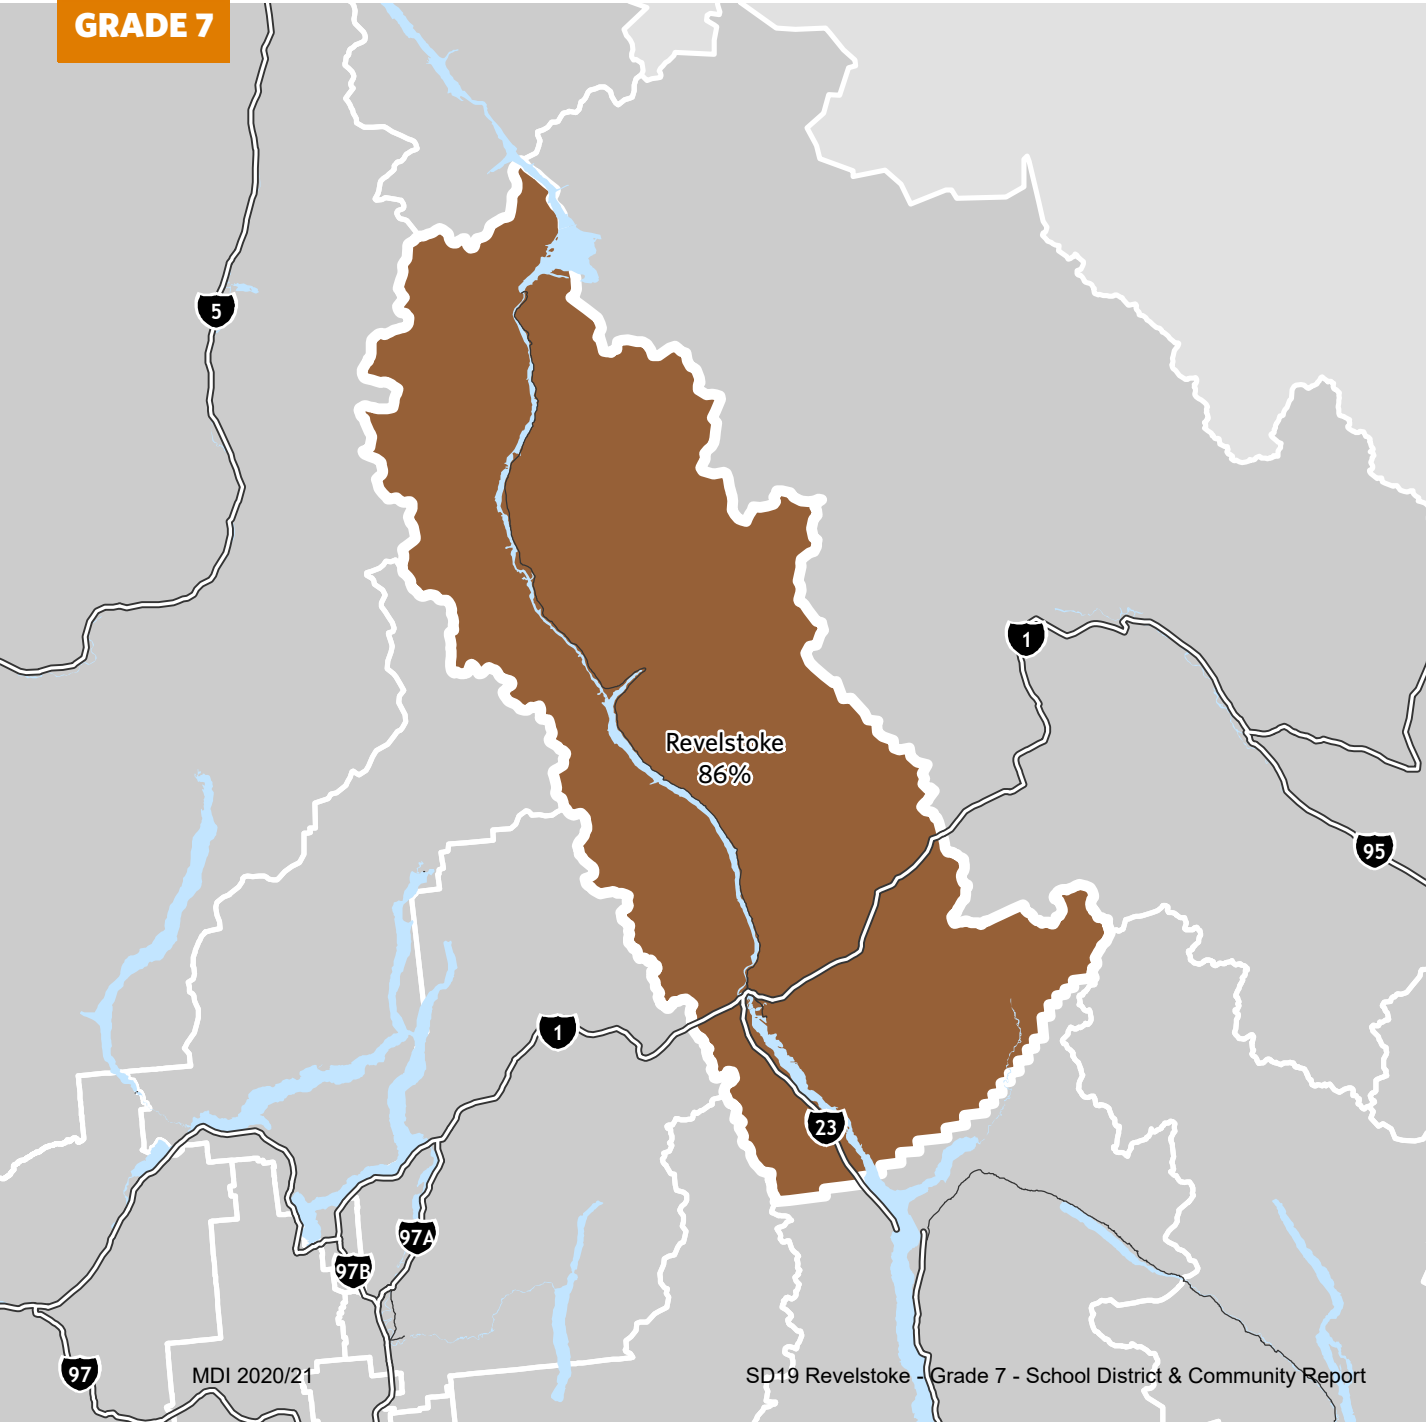 GRADE 7
5
1
Revelstoke
86%
95
1
23
97A
97B
97
MDI 2020/21
SD19 Revelstoke - Grade 7 - School District & Community Report